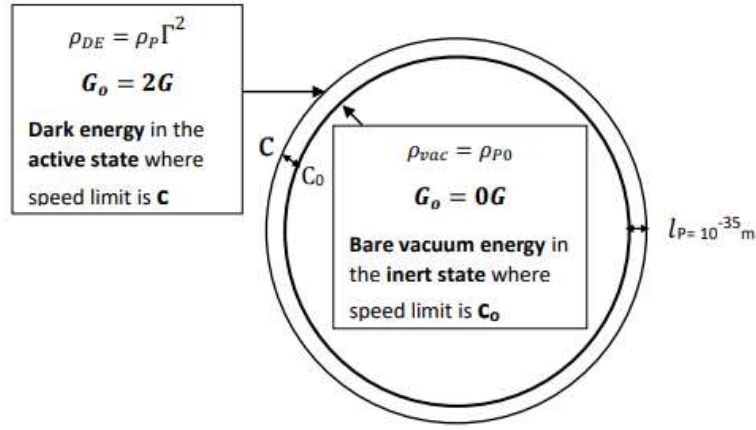 ρ_DE = ρ_P Γ²
G_o = 2G
Dark energy in the
active state where
speed limit is C
C
C₀
ρ_vac = ρ_P0
G_o = 0G
Bare vacuum energy in
the inert state where
speed limit is C_o
l_P= 10⁻³⁵ m